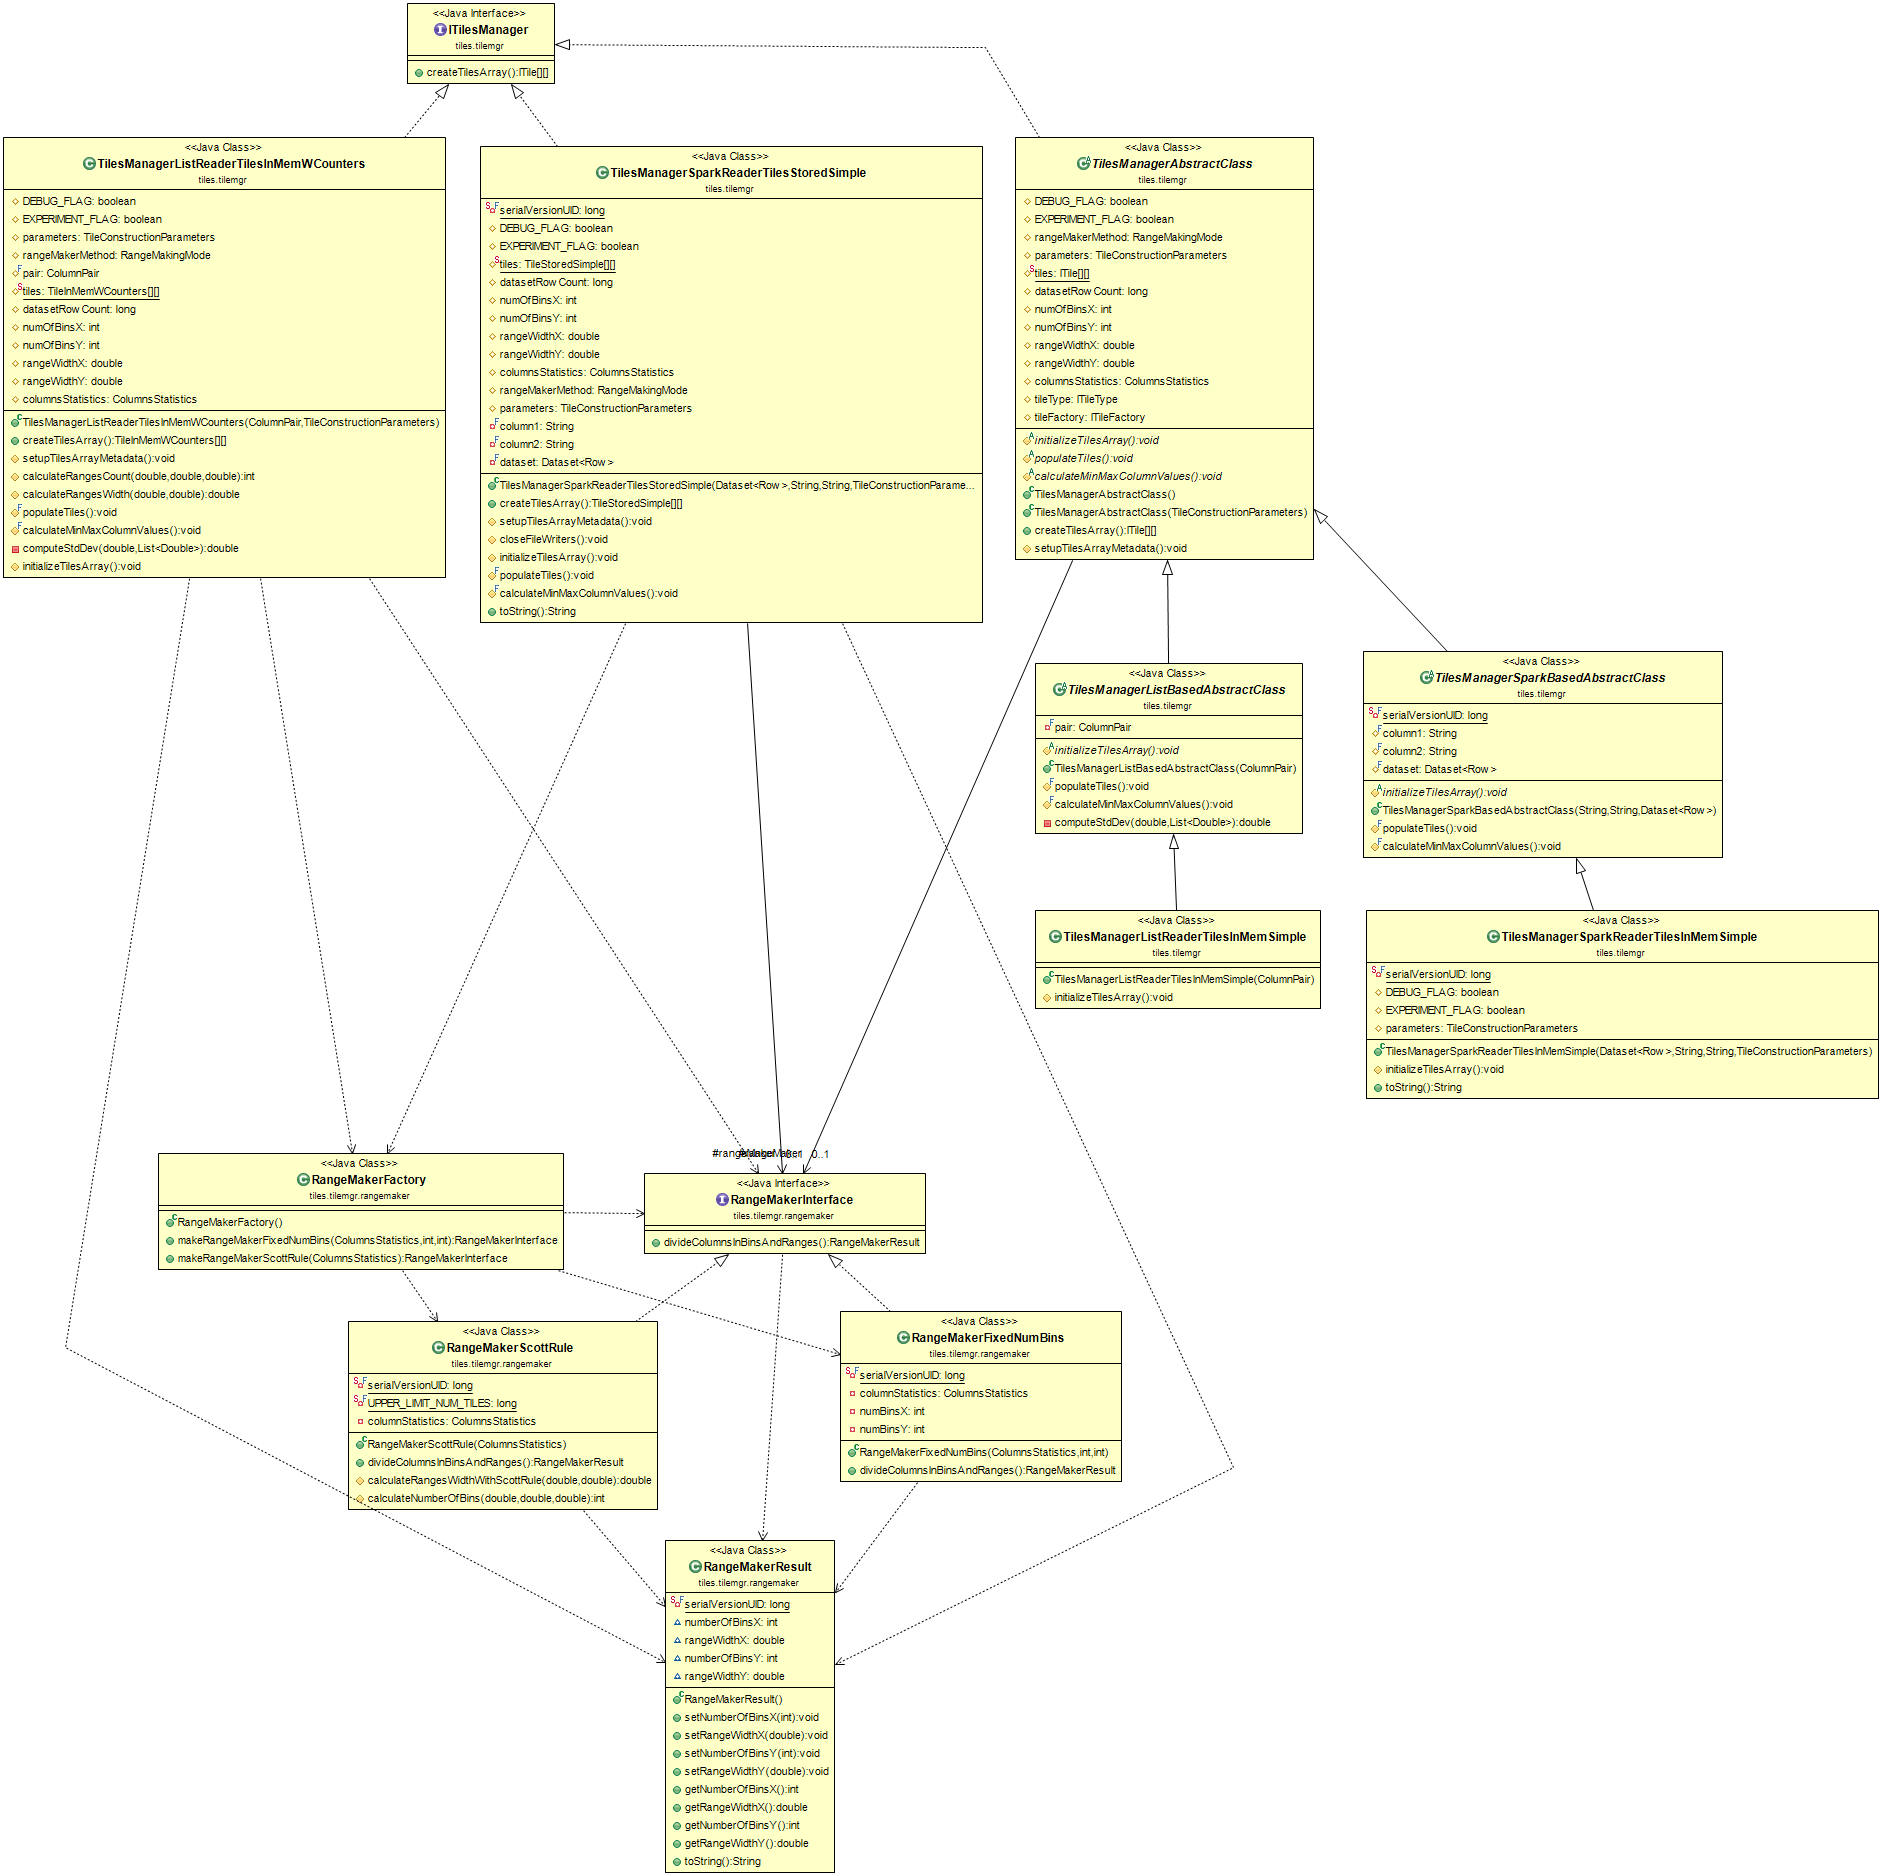 <<Java Interface>>
ITilesManager
tiles.tilemgr
createTilesArray():ITile[][]
<<Java Class>>
TilesManagerListReaderTilesInMemWCounters
tiles.tilemgr
DEBUG_FLAG: boolean
EXPERIMENT_FLAG: boolean
parameters: TileConstructionParameters
rangeMakerMethod: RangeMakingMode
pair: ColumnPair
tiles: TileInMemWCounters[][]
datasetRowCount: long
numOfBinsX: int
numOfBinsY: int
rangeWidthX: double
rangeWidthY: double
columnsStatistics: ColumnsStatistics
TilesManagerListReaderTilesInMemWCounters(ColumnPair,TileConstructionParameters)
createTilesArray():TileInMemWCounters[][]
setupTilesArrayMetadata():void
calculateRangesCount(double,double,double):int
calculateRangesWidth(double,double):double
populateTiles():void
calculateMinMaxColumnValues():void
computeStdDev(double,List<Double>):double
initializeTilesArray():void
<<Java Class>>
TilesManagerSparkReaderTilesStoredSimple
tiles.tilemgr
serialVersionUID: long
DEBUG_FLAG: boolean
EXPERIMENT_FLAG: boolean
tiles: TileStoredSimple[][]
datasetRowCount: long
numOfBinsX: int
numOfBinsY: int
rangeWidthX: double
rangeWidthY: double
columnsStatistics: ColumnsStatistics
rangeMakerMethod: RangeMakingMode
parameters: TileConstructionParameters
column1: String
column2: String
dataset: Dataset<Row>
TilesManagerSparkReaderTilesStoredSimple(Dataset<Row>,String,String,TileConstructionParame...
createTilesArray():TileStoredSimple[][]
setupTilesArrayMetadata():void
closeFileWriters():void
initializeTilesArray():void
populateTiles():void
calculateMinMaxColumnValues():void
toString():String
<<Java Class>>
TilesManagerAbstractClass
tiles.tilemgr
DEBUG_FLAG: boolean
EXPERIMENT_FLAG: boolean
rangeMakerMethod: RangeMakingMode
parameters: TileConstructionParameters
tiles: ITile[][]
datasetRowCount: long
numOfBinsX: int
numOfBinsY: int
rangeWidthX: double
rangeWidthY: double
columnsStatistics: ColumnsStatistics
tileType: ITileType
tileFactory: ITileFactory
initializeTilesArray():void
populateTiles():void
calculateMinMaxColumnValues():void
TilesManagerAbstractClass()
TilesManagerAbstractClass(TileConstructionParameters)
createTilesArray():ITile[][]
setupTilesArrayMetadata():void
<<Java Class>>
TilesManagerListBasedAbstractClass
tiles.tilemgr
pair: ColumnPair
initializeTilesArray():void
TilesManagerListBasedAbstractClass(ColumnPair)
populateTiles():void
calculateMinMaxColumnValues():void
computeStdDev(double,List<Double>):double
<<Java Class>>
TilesManagerSparkBasedAbstractClass
tiles.tilemgr
serialVersionUID: long
column1: String
column2: String
dataset: Dataset<Row>
initializeTilesArray():void
TilesManagerSparkBasedAbstractClass(String,String,Dataset<Row>)
populateTiles():void
calculateMinMaxColumnValues():void
<<Java Class>>
TilesManagerListReaderTilesInMemSimple
tiles.tilemgr
TilesManagerListReaderTilesInMemSimple(ColumnPair)
initializeTilesArray():void
<<Java Class>>
TilesManagerSparkReaderTilesInMemSimple
tiles.tilemgr
serialVersionUID: long
DEBUG_FLAG: boolean
EXPERIMENT_FLAG: boolean
parameters: TileConstructionParameters
TilesManagerSparkReaderTilesInMemSimple(Dataset<Row>,String,String,TileConstructionParameters)
initializeTilesArray():void
toString():String
0..1
<<Java Class>>
RangeMakerFactory
tiles.tilemgr.rangemaker
RangeMakerFactory()
makeRangeMakerFixedNumBins(ColumnsStatistics,int,int):RangeMakerInterface
makeRangeMakerScottRule(ColumnsStatistics):RangeMakerInterface
<<Java Interface>>
RangeMakerInterface
tiles.tilemgr.rangemaker
divideColumnsInBinsAndRanges():RangeMakerResult
<<Java Class>>
RangeMakerScottRule
tiles.tilemgr.rangemaker
serialVersionUID: long
UPPER_LIMIT_NUM_TILES: long
columnStatistics: ColumnsStatistics
RangeMakerScottRule(ColumnsStatistics)
divideColumnsInBinsAndRanges():RangeMakerResult
calculateRangesWidthWithScottRule(double,double):double
calculateNumberOfBins(double,double,double):int
<<Java Class>>
RangeMakerFixedNumBins
tiles.tilemgr.rangemaker
serialVersionUID: long
columnStatistics: ColumnsStatistics
numBinsX: int
numBinsY: int
RangeMakerFixedNumBins(ColumnsStatistics,int,int)
divideColumnsInBinsAndRanges():RangeMakerResult
<<Java Class>>
RangeMakerResult
tiles.tilemgr.rangemaker
serialVersionUID: long
numberOfBinsX: int
rangeWidthX: double
numberOfBinsY: int
rangeWidthY: double
RangeMakerResult()
setNumberOfBinsX(int):void
setRangeWidthX(double):void
setNumberOfBinsY(int):void
setRangeWidthY(double):void
getNumberOfBinsX():int
getRangeWidthX():double
getNumberOfBinsY():int
getRangeWidthY():double
toString():String